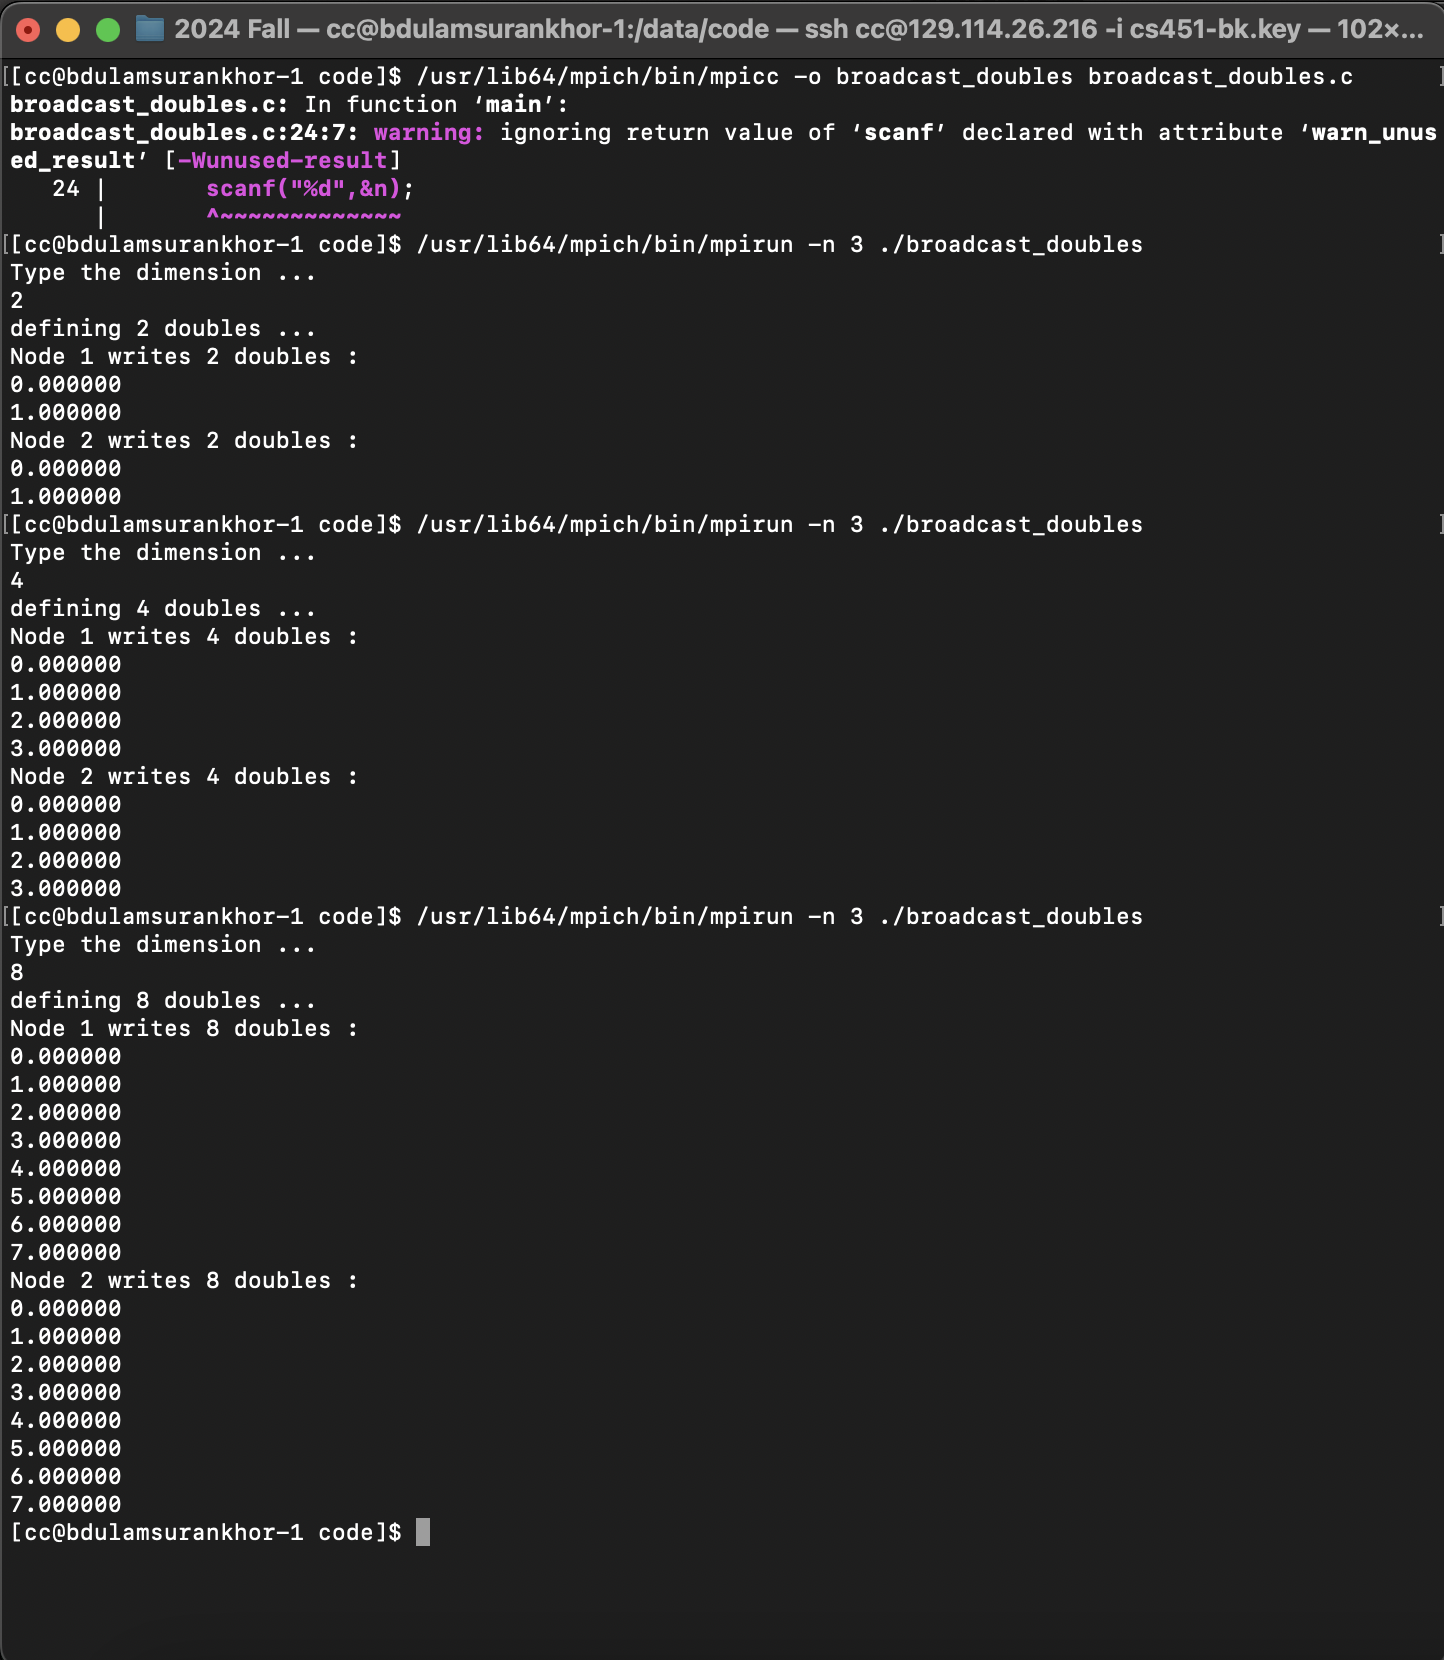 2024 Fall — cc@bdulamsurankhor-1:/data/code — ssh cc@129.114.26.216 -i cs451-bk.key — 102×...
[[cc@bdulamsurankhor-1 code]$ /usr/lib64/mpich/bin/mpicc -o broadcast_doubles broadcast_doubles.c ]
broadcast_doubles.c: In function ‘main’:
broadcast_doubles.c:24:7: warning: ignoring return value of ‘scanf’ declared with attribute ‘warn_unus
ed_result’ [-Wunused-result]
   24 |       scanf("%d",&n);
      |       ^~~~~~~~~~~~~~
[[cc@bdulamsurankhor-1 code]$ /usr/lib64/mpich/bin/mpirun -n 3 ./broadcast_doubles ]
Type the dimension ...
2
defining 2 doubles ...
Node 1 writes 2 doubles :
0.000000
1.000000
Node 2 writes 2 doubles :
0.000000
1.000000
[[cc@bdulamsurankhor-1 code]$ /usr/lib64/mpich/bin/mpirun -n 3 ./broadcast_doubles ]
Type the dimension ...
4
defining 4 doubles ...
Node 1 writes 4 doubles :
0.000000
1.000000
2.000000
3.000000
Node 2 writes 4 doubles :
0.000000
1.000000
2.000000
3.000000
[[cc@bdulamsurankhor-1 code]$ /usr/lib64/mpich/bin/mpirun -n 3 ./broadcast_doubles ]
Type the dimension ...
8
defining 8 doubles ...
Node 1 writes 8 doubles :
0.000000
1.000000
2.000000
3.000000
4.000000
5.000000
6.000000
7.000000
Node 2 writes 8 doubles :
0.000000
1.000000
2.000000
3.000000
4.000000
5.000000
6.000000
7.000000
[cc@bdulamsurankhor-1 code]$